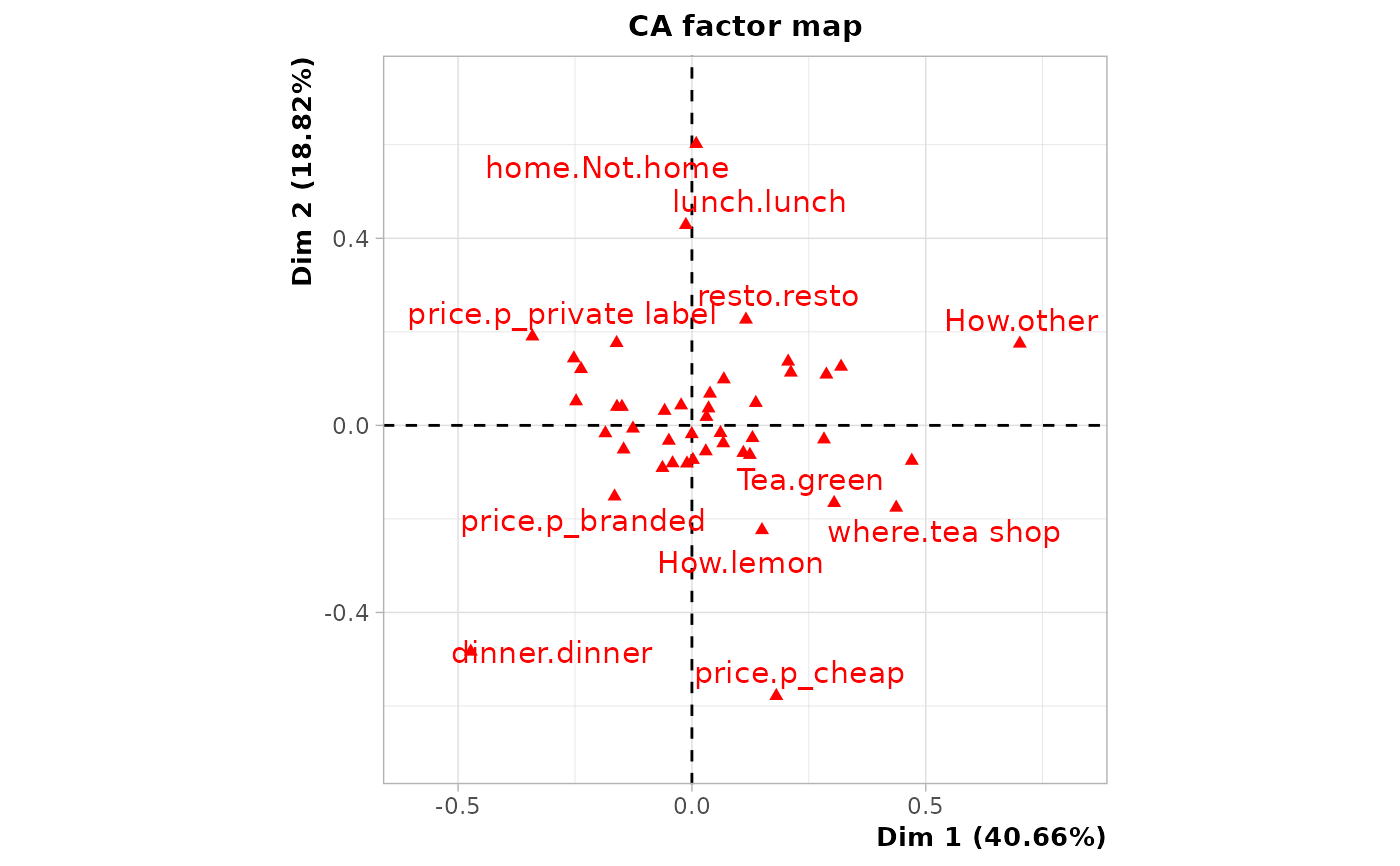 CA factor map
Dim 2 (18.82%)
home.Not.home
lunch.lunch
0.4
resto.resto
price.p_private label
How.other
0.0
Tea.green
price.p_branded
where.tea shop
How.lemon
-0.4
dinner.dinner
price.p_cheap
-0.5 0.0 0.5
Dim 1 (40.66%)